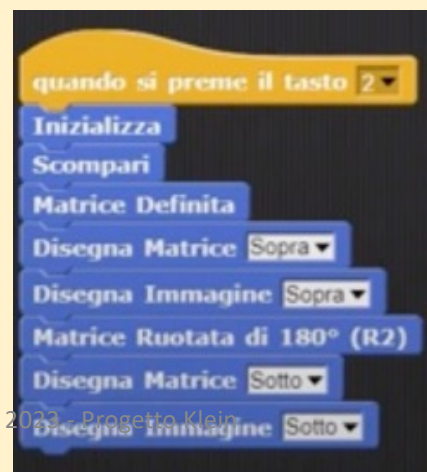 quando si preme il tasto 2
Inizializza
Scompari
Matrice Definita
Disegna Matrice Sopra
Disegna Immagine Sopra
Matrice Ruotata di 180° (R2)
Disegna Matrice Sotto
Disegna Immagine Sotto
2023 - Progetto Klein